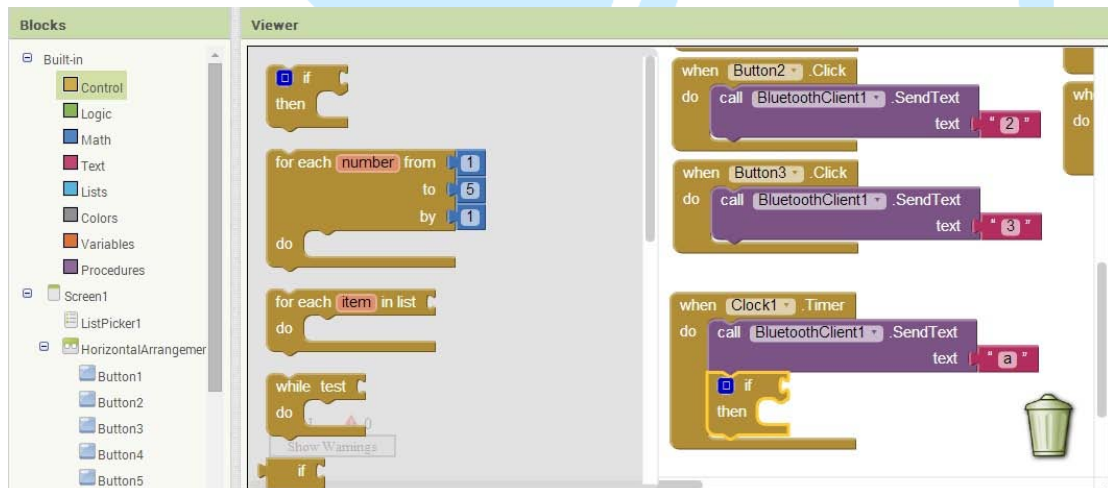 Blocks
Viewer
Built-in
Control
Logic
Math
Text
Lists
Colors
Variables
Procedures
Screen1
ListPicker1
HorizontalArrangemer
Button1
Button2
Button3
Button4
Button5
if
then
for each number from 1
to 5
by 1
do
for each item in list
do
while test
do
0
Show Warnings
if
when Button2 .Click
do call BluetoothClient1 .SendText
text " 2 "
when Button3 .Click
do call BluetoothClient1 .SendText
text " 3 "
when Clock1 .Timer
do call BluetoothClient1 .SendText
text " a "
if
then
wh
do